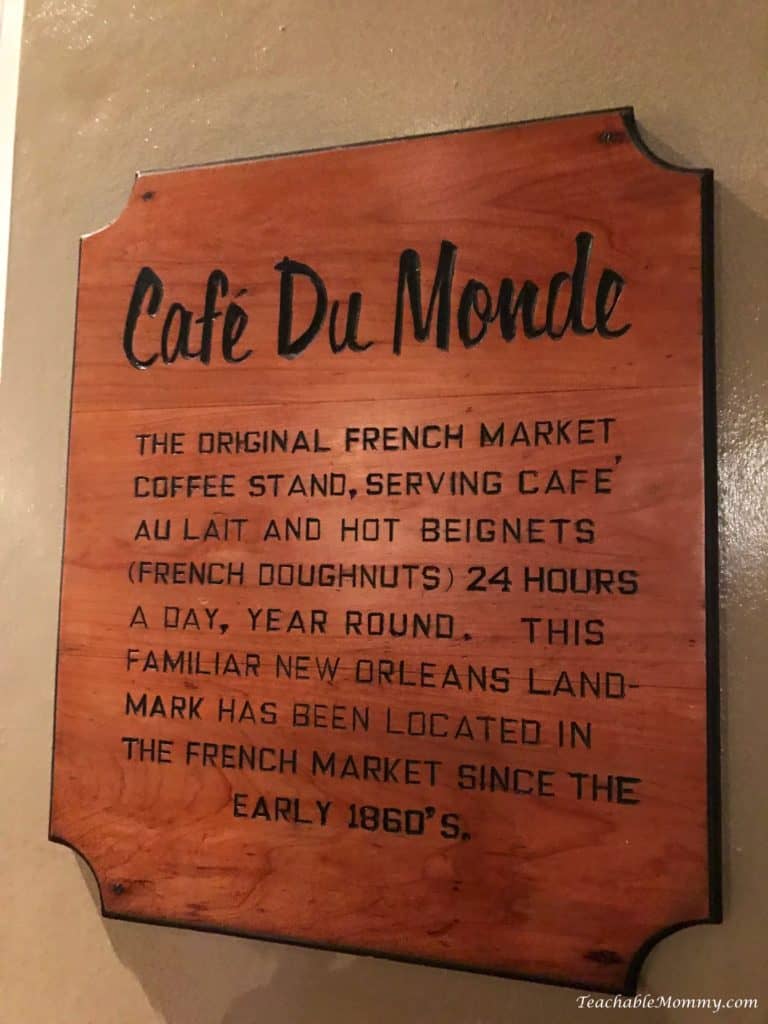 Café Du Monde
THE ORIGINAL FRENCH MARKET
COFFEE STAND, SERVING CAFE'
AU LAIT AND HOT BEIGNETS
(FRENCH DOUGHNUTS) 24 HOURS
A DAY, YEAR ROUND. THIS
FAMILIAR NEW ORLEANS LAND-
MARK HAS BEEN LOCATED IN
THE FRENCH MARKET SINCE THE
EARLY 1860'S.
TeachableMommy.com